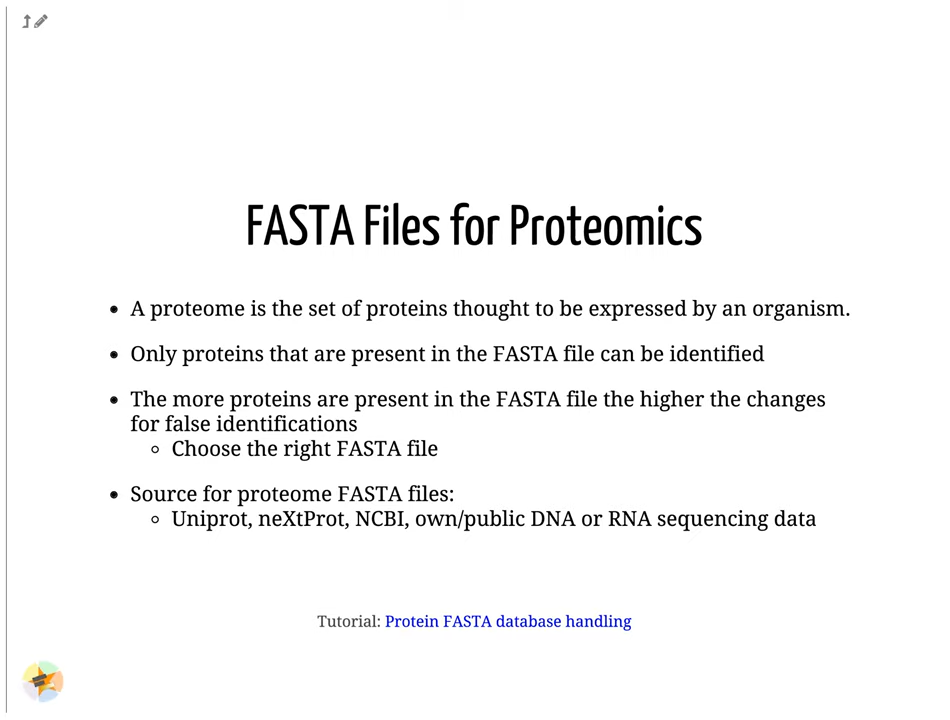 FASTA Files for Proteomics
A proteome is the set of proteins thought to be expressed by an organism.
Only proteins that are present in the FASTA file can be identified
The more proteins are present in the FASTA file the higher the changes
for false identifications
Choose the right FASTA file
Source for proteome FASTA files:
Uniprot, neXtProt, NCBI, own/public DNA or RNA sequencing data
Tutorial: Protein FASTA database handling